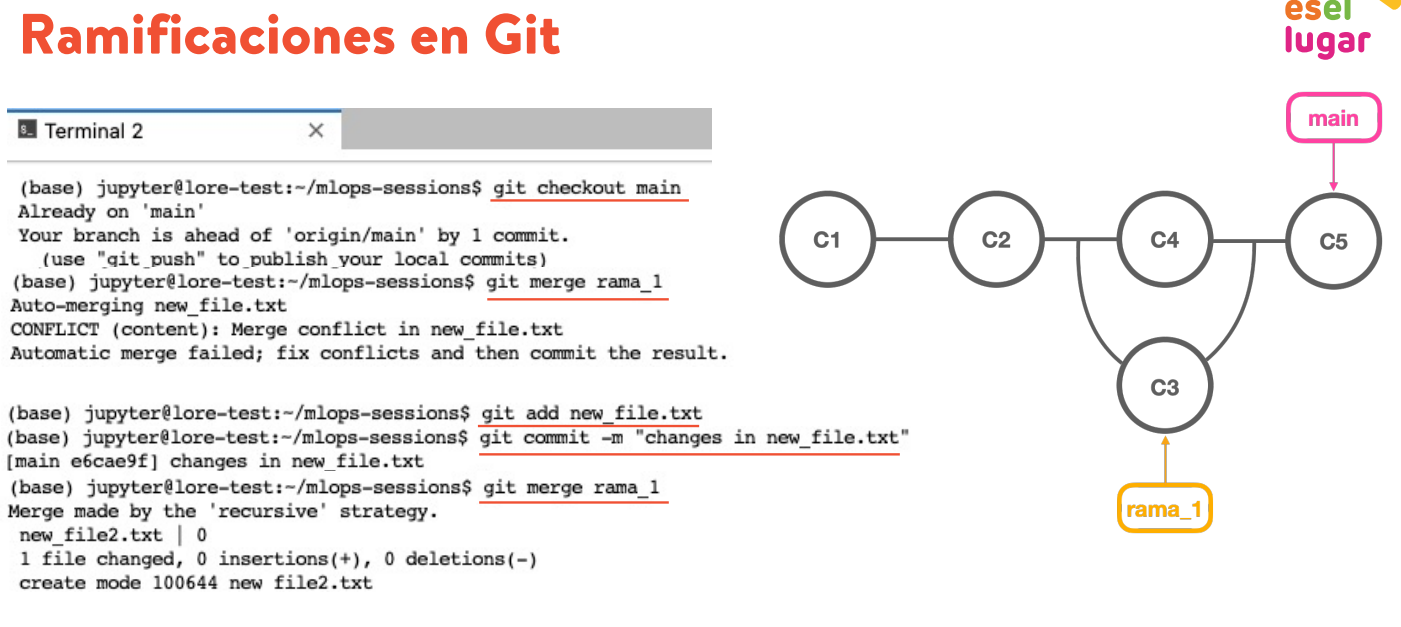 Ramificaciones en Git
esel
lugar
Terminal 2
(base) jupyter@lore-test:~/mlops-sessions$ git checkout main
Already on 'main'
Your branch is ahead of 'origin/main' by 1 commit.
(use "git push" to publish your local commits)
(base) jupyter@lore-test:~/mlops-sessions$ git merge rama_1
Auto-merging new_file.txt
CONFLICT (content): Merge conflict in new_file.txt
Automatic merge failed; fix conflicts and then commit the result.
(base) jupyter@lore-test:~/mlops-sessions$ git add new_file.txt
(base) jupyter@lore-test:~/mlops-sessions$ git commit -m "changes in new_file.txt"
[main e6cae9f] changes in new_file.txt
(base) jupyter@lore-test:~/mlops-sessions$ git merge rama_1
Merge made by the 'recursive' strategy.
new_file2.txt | 0
1 file changed, 0 insertions(+), 0 deletions(-)
create mode 100644 new file2.txt
main
C1
C2
C4
C5
C3
rama_1